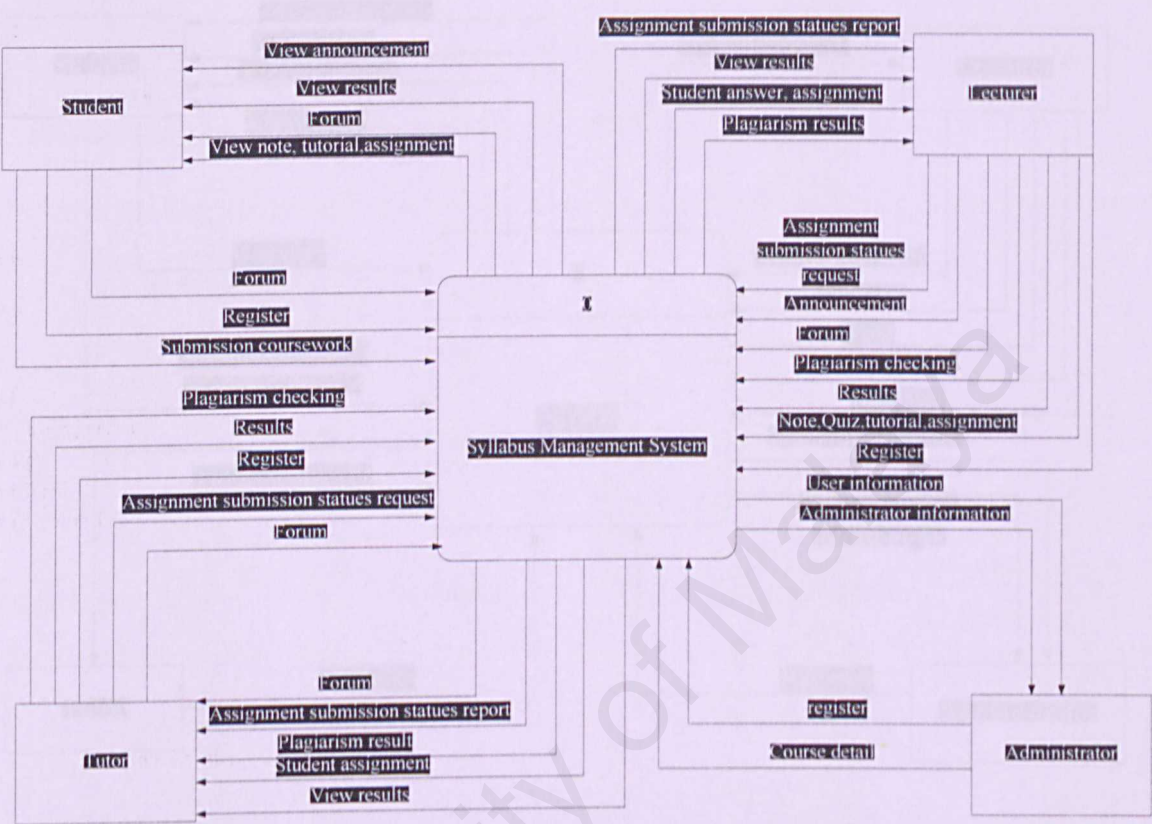 Assignment submission statues report
View announcement
View results
View results
Student
Student answer, assignment
Lecturer
Forum
Plagiarism results
View note, tutorial,assignment
Assignment
submission statues
request
Forum
Announcement
Register
Forum
Submission coursework
Plagiarism checking
Plagiarism checking
Results
Results
Note,Quiz,tutorial,assignment
Syllabus Management System
Register
Register
User information
Assignment submission statues request
Administrator information
Forum
Forum
register
Assignment submission statues report
Plagiarism result
Course detail
Administrator
Tutor
Student assignment
View results
University of Malaya